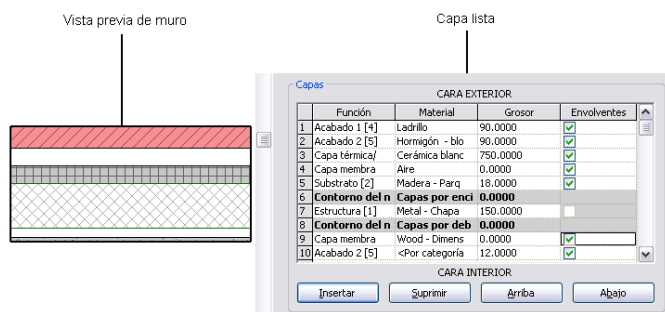 Vista previa de muro Capa lista
Capas
CARA EXTERIOR
Función Material Grosor Envolventes
1 Acabado 1 [4] Ladrillo 90.0000
2 Acabado 2 [5] Hormigón - blo 90.0000
3 Capa térmica/ Cerámica blanc 750.0000
4 Capa membra Aire 0.0000
5 Substrato [2] Madera - Parq 18.0000
6 Contorno del n Capas por enci 0.0000
7 Estructura [1] Metal - Chapa 150.0000
8 Contorno del n Capas por deb 0.0000
9 Capa membra Wood - Dimens 0.0000
10 Acabado 2 [5] <Por categoría 12.0000
CARA INTERIOR
Insertar Suprimir Arriba Abajo